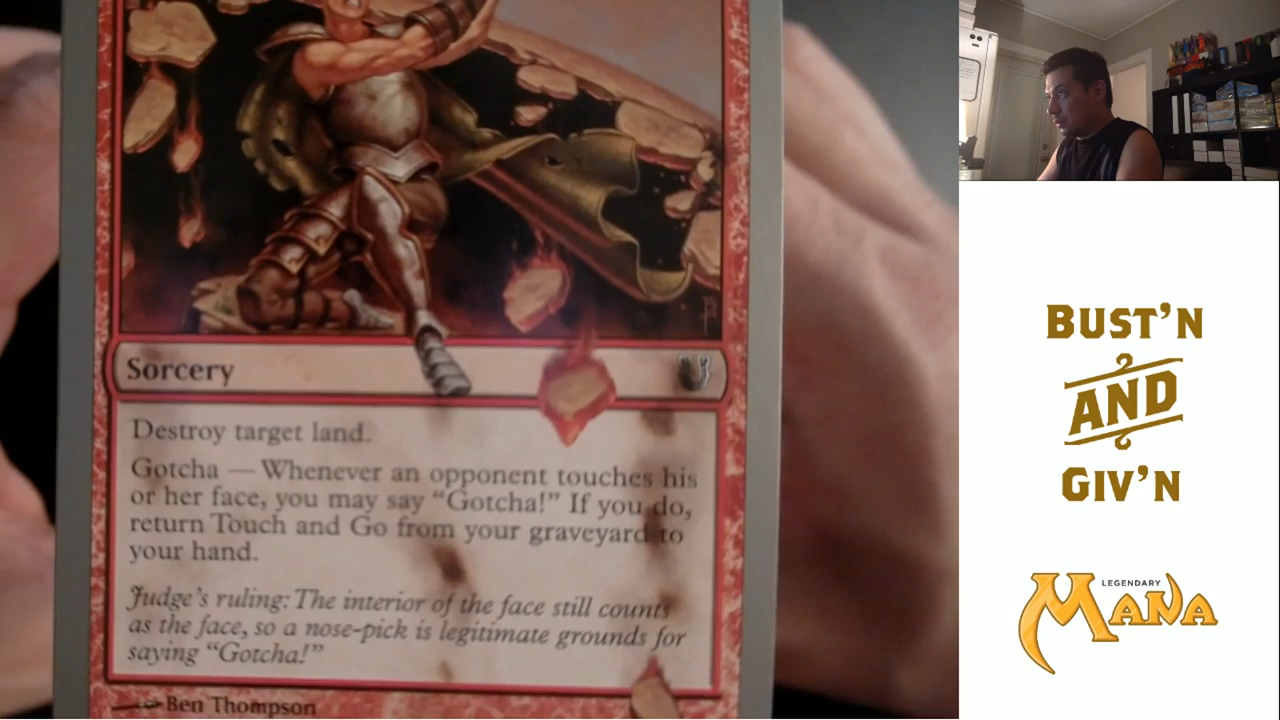 Sorcery
Destroy target land.
Gotcha — Whenever an opponent touches his
or her face, you may say “Gotcha!” If you do,
return Touch and Go from your graveyard to
your hand.
Judge's ruling: The interior of the face still counts
as the face, so a nose-pick is legitimate grounds for
saying “Gotcha!”
Ben Thompson
BUST’N
AND
GIV’N
LEGENDARY
MANA